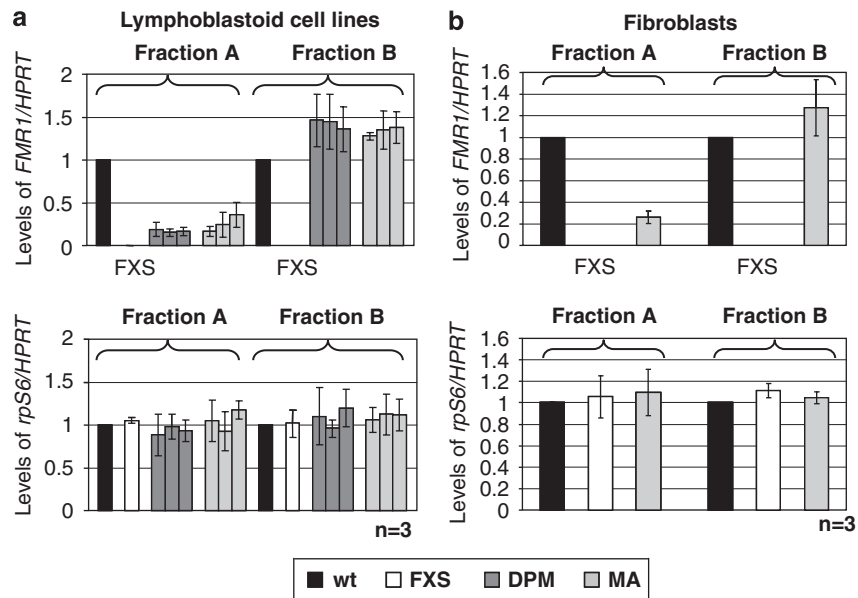 a
Lymphoblastoid cell lines
Fraction A Fraction B
Levels of FMR1/HPRT
2
1.5
1
0.5
0
FXS FXS
b
Fibroblasts
Fraction A Fraction B
Levels of FMR1/HPRT
1.6
1.4
1.2
1
0.8
0.6
0.4
0.2
0
FXS FXS
Fraction A Fraction B
Levels of rpS6/HPRT
2
1.5
1
0.5
0
n=3
Fraction A Fraction B
Levels of rpS6/HPRT
1.6
1.4
1.2
1
0.8
0.6
0.4
0.2
0
n=3
wt FXS DPM MA